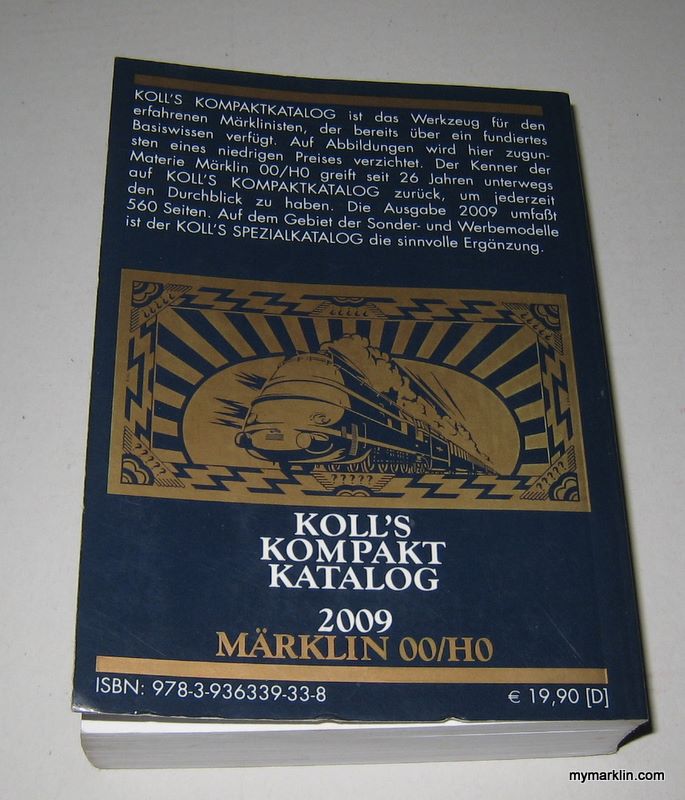 KOLL'S KOMPAKTKATALOG ist das Werkzeug für den
erfahrenen Märklinisten, der bereits über ein fundiertes
Basiswissen verfügt. Auf Abbildungen wird hier zugun-
sten eines niedrigen Preises verzichtet. Der Kenner der
Materie Märklin 00/H0 greift seit 26 Jahren unterwegs
auf KOLL'S KOMPAKTKATALOG zurück, um jederzeit
den Durchblick zu haben. Die Ausgabe 2009 umfaßt
560 Seiten. Auf dem Gebiet der Sonder- und Werbemodelle
ist der KOLL'S SPEZIALKATALOG die sinnvolle Ergänzung.
KOLL'S
KOMPAKT
KATALOG
2009
MÄRKLIN 00/H0
ISBN: 978-3-936339-33-8
€ 19,90 [D]
mymarklin.com